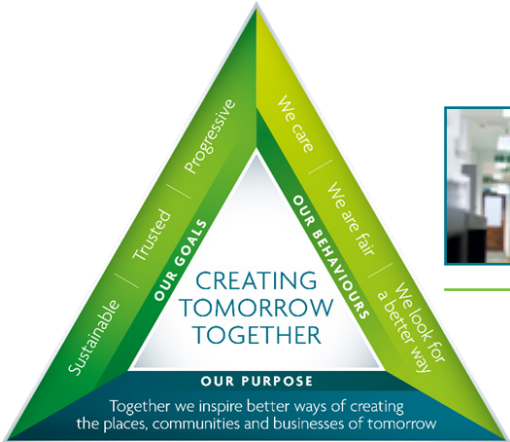 Progressive
Trusted
Sustainable
OUR GOALS
We care
We are fair
We look for
a better way
OUR BEHAVIOURS
CREATING
TOMORROW
TOGETHER
OUR PURPOSE
Together we inspire better ways of creating
the places, communities and businesses of tomorrow